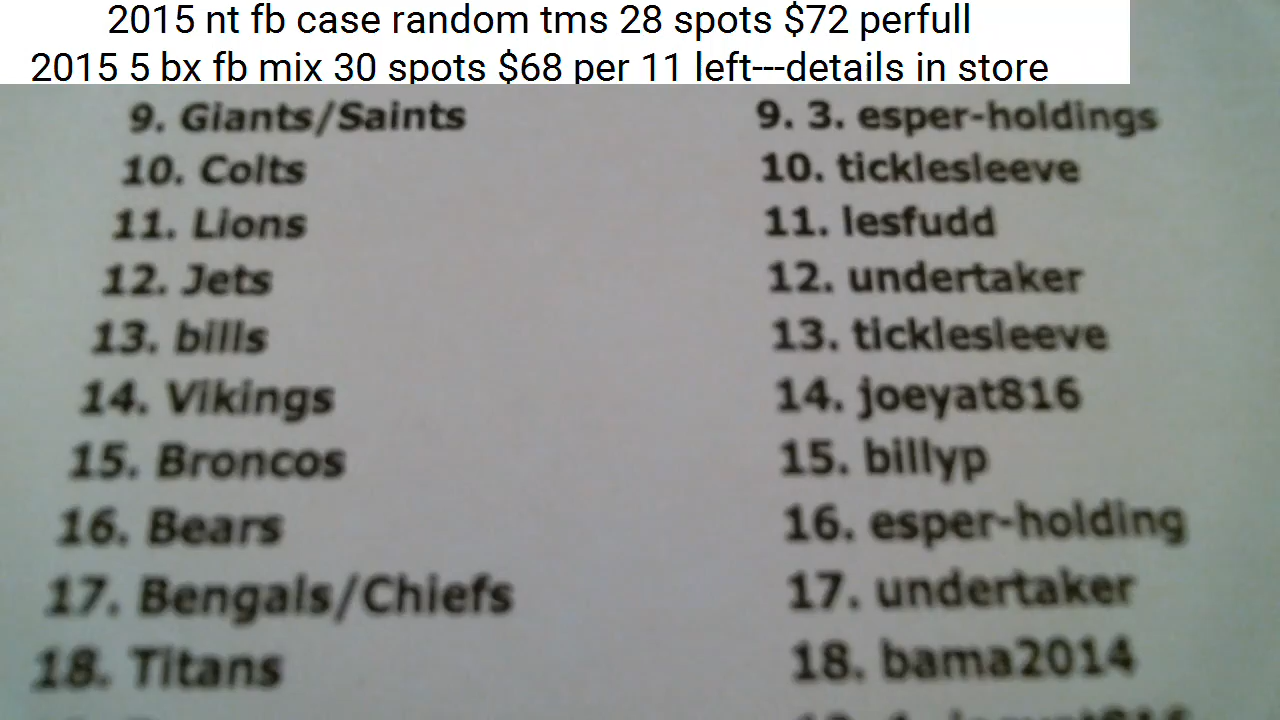 2015 nt fb case random tms 28 spots $72 perfull
2015 5 bx fb mix 30 spots $68 per 11 left---details in store
9. Giants/Saints 9. 3. esper-holdings
10. Colts 10. ticklesleeve
11. Lions 11. lesfudd
12. Jets 12. undertaker
13. bills 13. ticklesleeve
14. Vikings 14. joeyat816
15. Broncos 15. billyp
16. Bears 16. esper-holding
17. Bengals/Chiefs 17. undertaker
18. Titans 18. bama2014